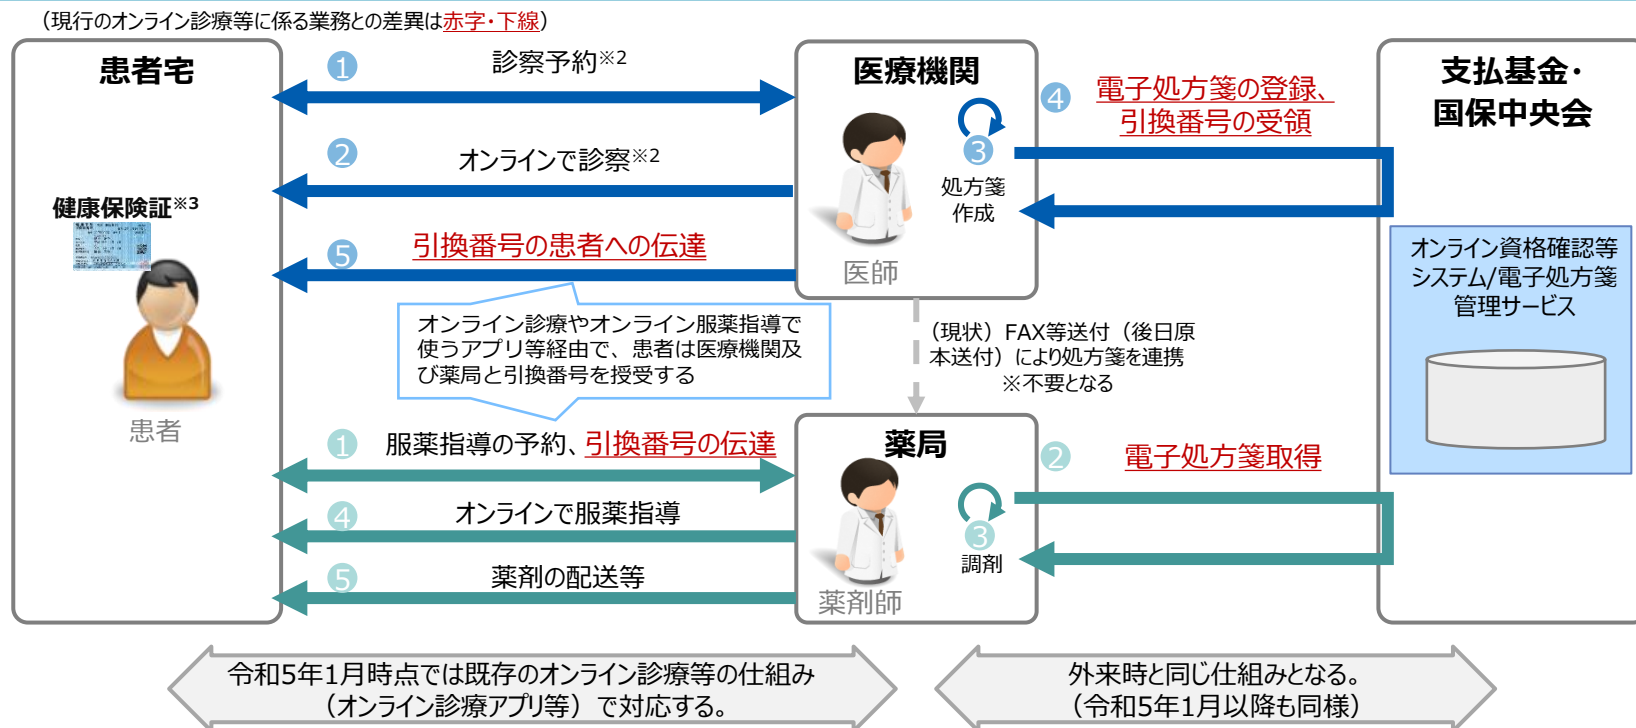 （現行のオンライン診療等に係る業務との差異は赤字・下線）
患者宅
健康保険証※3
患者
① 診察予約※2
② オンラインで診察※2
⑤ 引換番号の患者への伝達
オンライン診療やオンライン服薬指導で
使うアプリ等経由で、患者は医療機関及
び薬局と引換番号を授受する
① 服薬指導の予約、引換番号の伝達
④ オンラインで服薬指導
⑤ 薬剤の配送等
医療機関
③
処方箋
作成
医師
（現状）FAX等送付（後日原
本送付）により処方箋を連携
※不要となる
薬局
③
調剤
薬剤師
④ 電子処方箋の登録、
引換番号の受領
② 電子処方箋取得
支払基金・
国保中央会
オンライン資格確認等
システム/電子処方箋
管理サービス
令和5年1月時点では既存のオンライン診療等の仕組み
（オンライン診療アプリ等）で対応する。
外来時と同じ仕組みとなる。
（令和5年1月以降も同様）